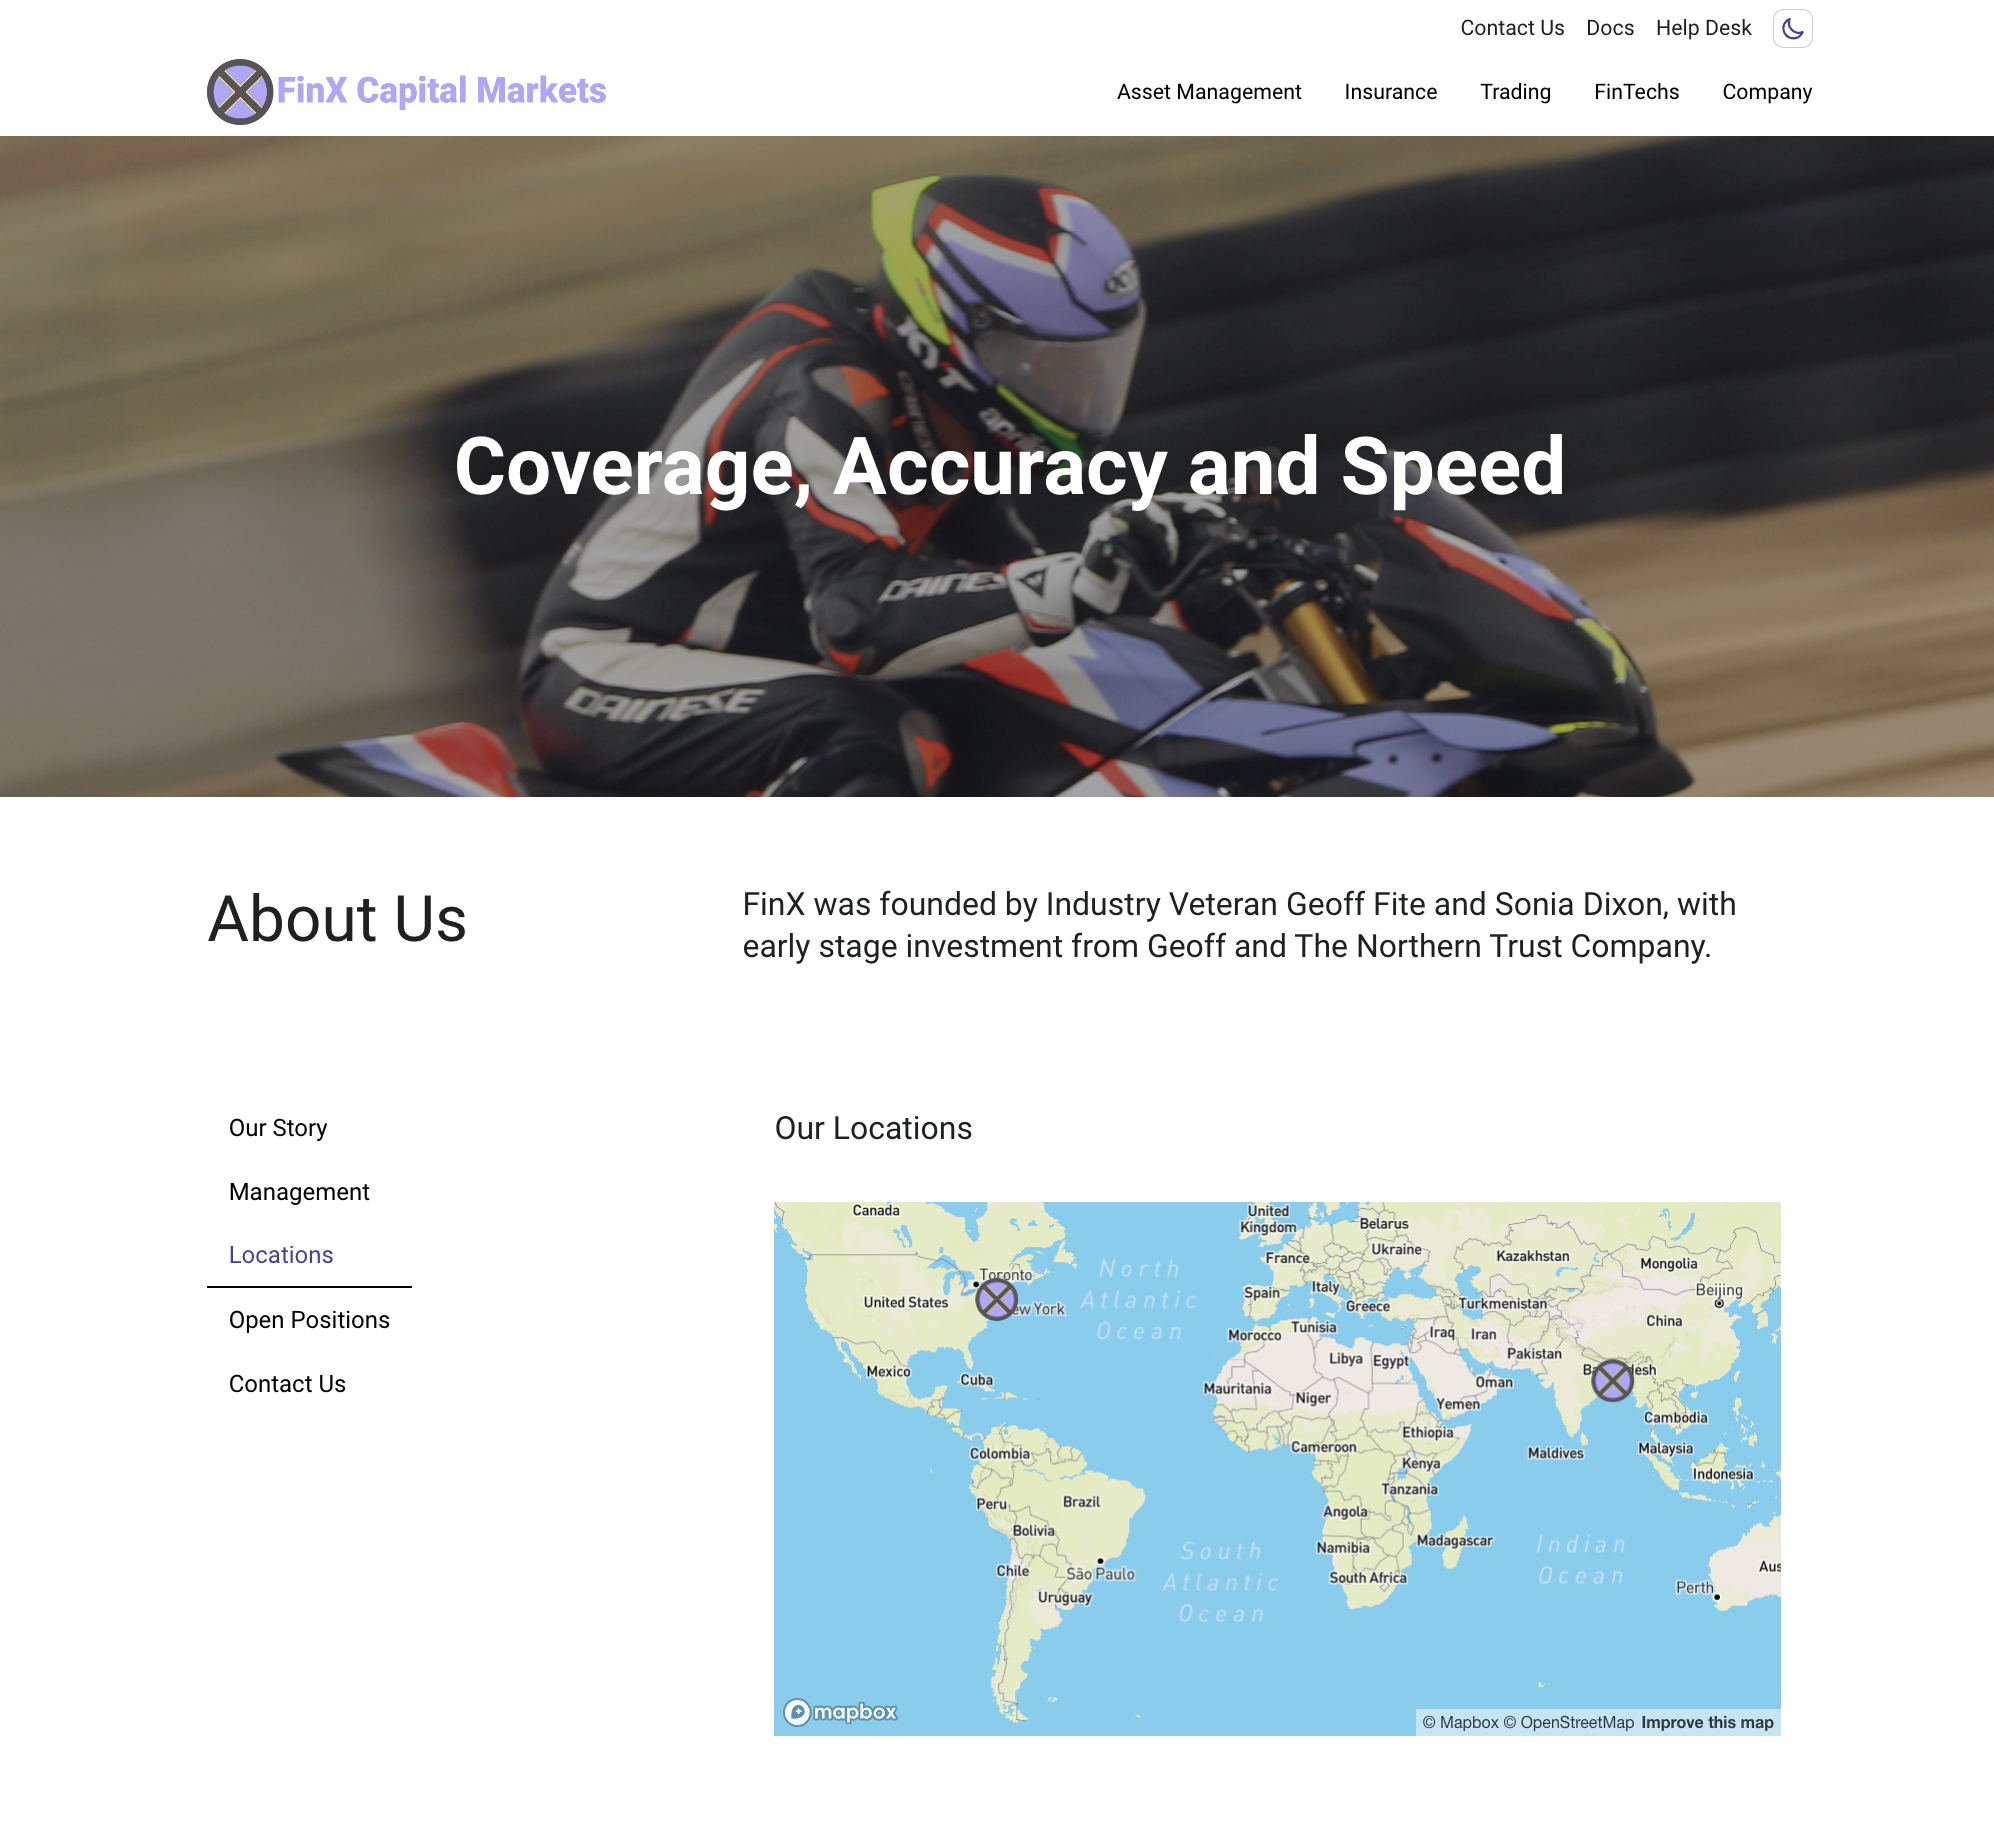 Contact Us Docs Help Desk
FinX Capital Markets
Asset Management Insurance Trading FinTechs Company
KYT
KYT
aprilia
Coverage, Accuracy and Speed
DAINESE
DAINESE
About Us
FinX was founded by Industry Veteran Geoff Fite and Sonia Dixon, with
early stage investment from Geoff and The Northern Trust Company.
Our Story
Management
Locations
Open Positions
Contact Us
Our Locations
Canada
United
Kingdom
Belarus
Ukraine
France
Kazakhstan
Mongolia
North
Atlantic
Ocean
Toronto
ew York
United States
Spain
Italy
Greece
Turkmenistan
Beijing
China
Morocco
Tunisia
Iraq
Iran
Pakistan
Libya
Egypt
Mexico
Cuba
Mauritania
Niger
Oman
Yemen
Cambodia
Ethiopia
Cameroon
Colombia
Maldives
Malaysia
Kenya
Indonesia
Tanzania
Peru
Brazil
Angola
Bolivia
Madagascar
Namibia
South
Atlantic
Ocean
Indian
Ocean
Chile
São Paulo
South Africa
Uruguay
Perth
Aus
mapbox
© Mapbox © OpenStreetMap Improve this map